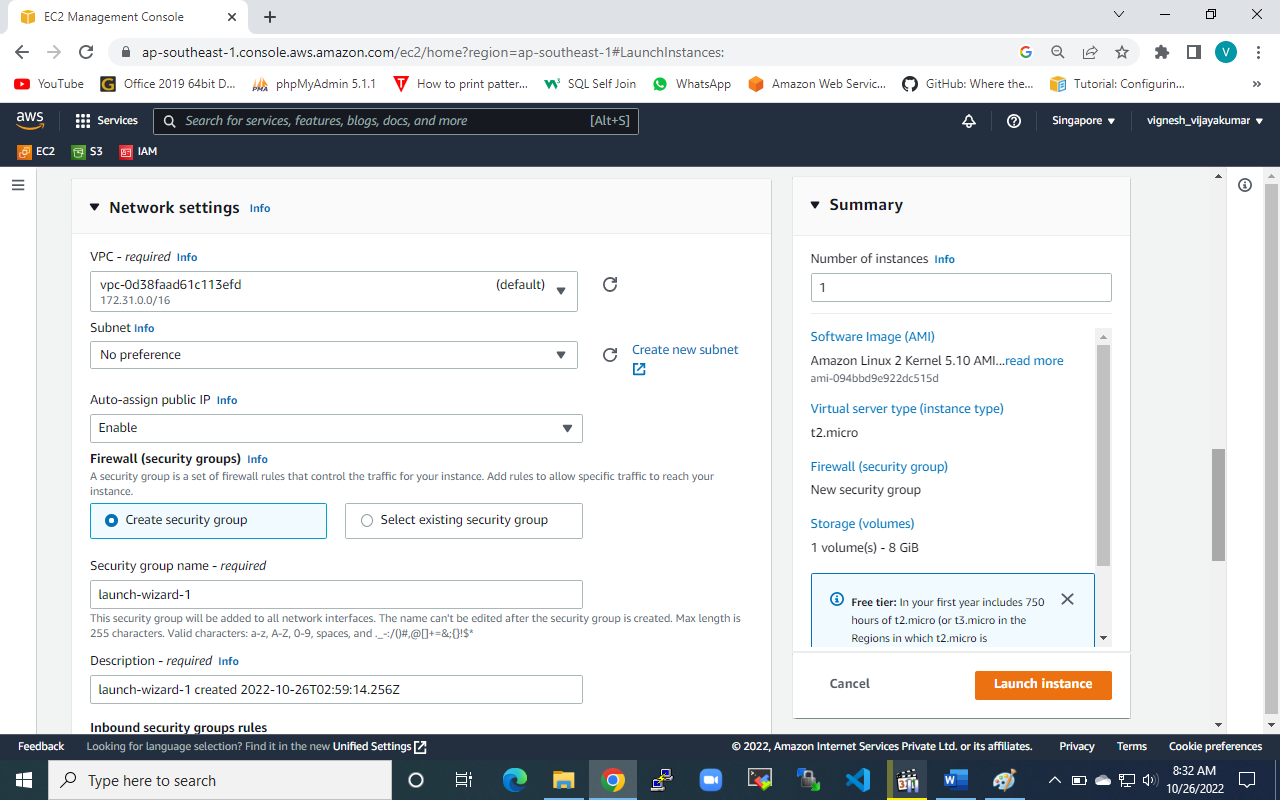 EC2 Management Console
ap-southeast-1.console.aws.amazon.com/ec2/home?region=ap-southeast-1#LaunchInstances:
V
YouTube
Office 2019 64bit D...
phpMyAdmin 5.1.1
How to print patter...
SQL Self Join
WhatsApp
Amazon Web Servic...
GitHub: Where the...
Tutorial: Configurin...
»
aws
Services
Search for services, features, blogs, docs, and more
[Alt+S]
Singapore
vignesh_vijayakumar
EC2
S3
IAM
Network settings Info
VPC - required Info
vpc-0d38faad61c113efd (default)
172.31.0.0/16
Subnet Info
No preference
Create new subnet
Auto-assign public IP Info
Enable
Firewall (security groups) Info
A security group is a set of firewall rules that control the traffic for your instance. Add rules to allow specific traffic to reach your
instance.
Create security group
Select existing security group
Security group name - required
launch-wizard-1
This security group will be added to all network interfaces. The name can't be edited after the security group is created. Max length is
255 characters. Valid characters: a-z, A-Z, 0-9, spaces, and ._-:/()#,@[]+=&;{}!$*
Description - required Info
launch-wizard-1 created 2022-10-26T02:59:14.256Z
Inbound security groups rules
Summary
Number of instances Info
1
Software Image (AMI)
Amazon Linux 2 Kernel 5.10 AMI...read more
ami-094bbd9e922dc515d
Virtual server type (instance type)
t2.micro
Firewall (security group)
New security group
Storage (volumes)
1 volume(s) - 8 GiB
Free tier: In your first year includes 750
hours of t2.micro (or t3.micro in the
Regions in which t2.micro is
Cancel
Launch instance
Feedback
Looking for language selection? Find it in the new Unified Settings
© 2022, Amazon Internet Services Private Ltd. or its affiliates.
Privacy
Terms
Cookie preferences
Type here to search
8:32 AM
10/26/2022